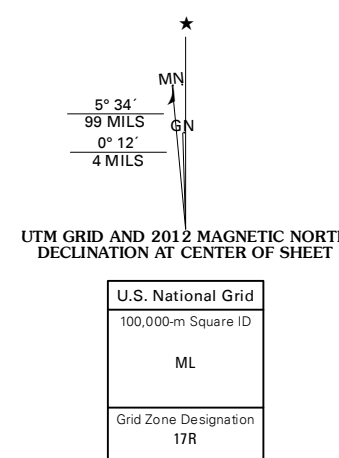 ★
MN
5° 34´
99 MILS
GN
0° 12´
4 MILS
UTM GRID AND 2012 MAGNETIC NORT
DECLINATION AT CENTER OF SHEET
U.S. National Grid
100,000-m Square ID
ML
Grid Zone Designation
17R